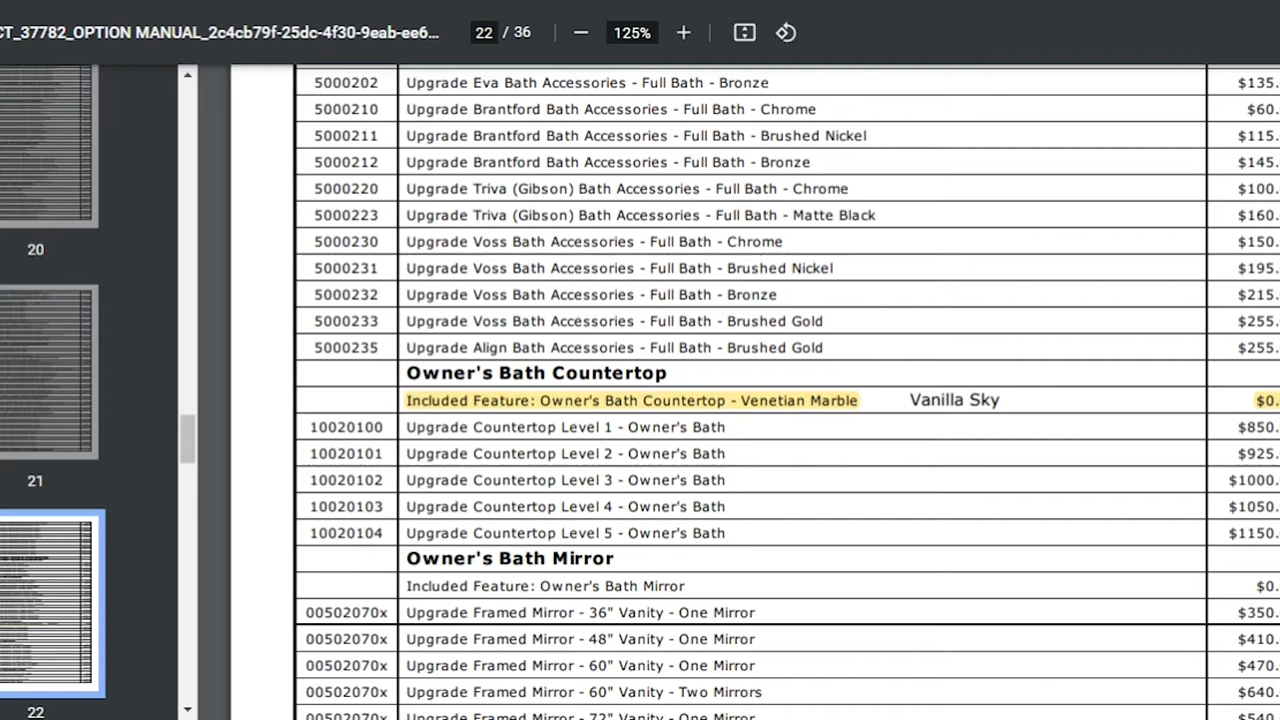 CT_37782_OPTION MANUAL_2c4cb79f-25dc-4f30-9eab-ee6... 22 / 36 125%
5000202 Upgrade Eva Bath Accessories - Full Bath - Bronze $135.
5000210 Upgrade Brantford Bath Accessories - Full Bath - Chrome $60.
5000211 Upgrade Brantford Bath Accessories - Full Bath - Brushed Nickel $115.
5000212 Upgrade Brantford Bath Accessories - Full Bath - Bronze $145.
5000220 Upgrade Triva (Gibson) Bath Accessories - Full Bath - Chrome $100.
5000223 Upgrade Triva (Gibson) Bath Accessories - Full Bath - Matte Black $160.
5000230 Upgrade Voss Bath Accessories - Full Bath - Chrome $150.
20
5000231 Upgrade Voss Bath Accessories - Full Bath - Brushed Nickel $195.
5000232 Upgrade Voss Bath Accessories - Full Bath - Bronze $215.
5000233 Upgrade Voss Bath Accessories - Full Bath - Brushed Gold $255.
5000235 Upgrade Align Bath Accessories - Full Bath - Brushed Gold $255.
Owner's Bath Countertop
Included Feature: Owner's Bath Countertop - Venetian Marble Vanilla Sky $0.
10020100 Upgrade Countertop Level 1 - Owner's Bath $850.
10020101 Upgrade Countertop Level 2 - Owner's Bath $925.
10020102 Upgrade Countertop Level 3 - Owner's Bath $1000.
21
10020103 Upgrade Countertop Level 4 - Owner's Bath $1050.
10020104 Upgrade Countertop Level 5 - Owner's Bath $1150.
Owner's Bath Mirror
Included Feature: Owner's Bath Mirror $0.
00502070x Upgrade Framed Mirror - 36" Vanity - One Mirror $350.
00502070x Upgrade Framed Mirror - 48" Vanity - One Mirror $410.
00502070x Upgrade Framed Mirror - 60" Vanity - One Mirror $470.
00502070x Upgrade Framed Mirror - 60" Vanity - Two Mirrors $640.
22
00502070x Upgrade Framed Mirror - 72" Vanity - One Mirror $540.